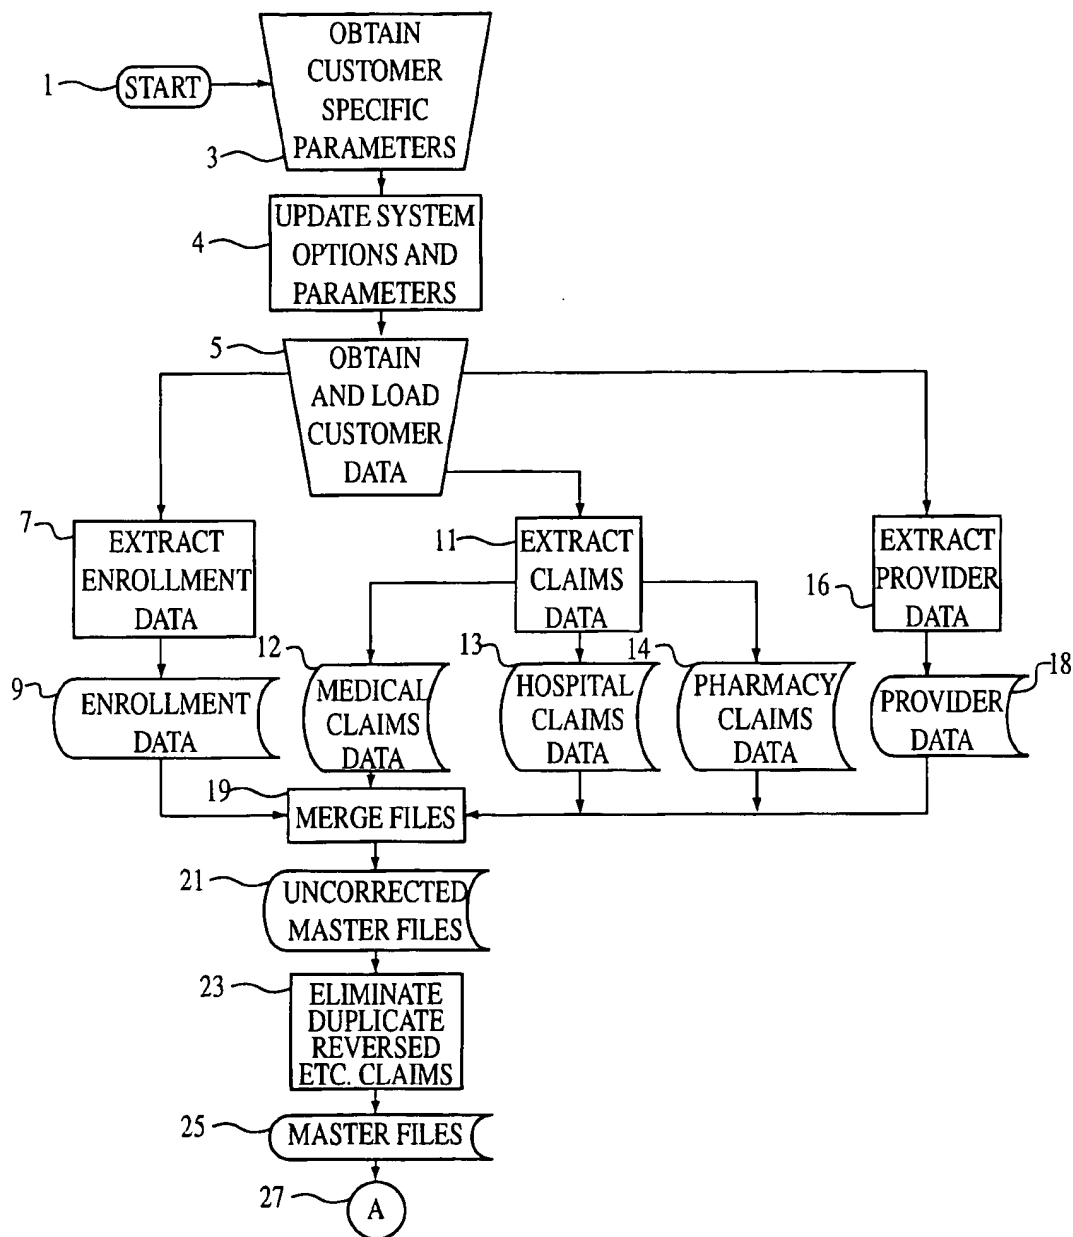 OBTAIN
CUSTOMER
SPECIFIC
PARAMETERS
1
START
3
UPDATE SYSTEM
OPTIONS AND
PARAMETERS
4
5
OBTAIN
AND LOAD
CUSTOMER
DATA
7
EXTRACT
ENROLLMENT
DATA
11
EXTRACT
CLAIMS
DATA
16
EXTRACT
PROVIDER
DATA
9
ENROLLMENT
DATA
12
MEDICAL
CLAIMS
DATA
13
HOSPITAL
CLAIMS
DATA
14
PHARMACY
CLAIMS
DATA
18
PROVIDER
DATA
19
MERGE FILES
21
UNCORRECTED
MASTER FILES
23
ELIMINATE
DUPLICATE
REVERSED
ETC. CLAIMS
25
MASTER FILES
27
A